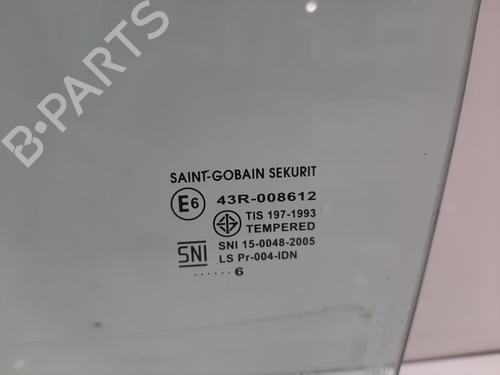 B-PARTS
SAINT-GOBAIN SEKURIT
E6 43R-008612
TIS 197-1993
TEMPERED
SNI SNI 15-0048-2005
LS Pr-004-IDN
...... 6